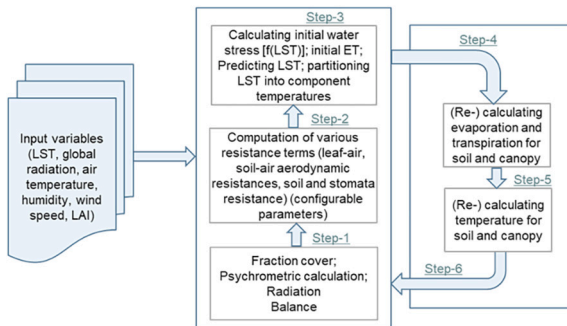 Input variables
(LST, global
radiation, air
temperature,
humidity, wind
speed, LAI)
Step-3
Calculating initial water
stress [f(LST)]; initial ET;
Predicting LST; partitioning
LST into component
temperatures
Step-2
Computation of various
resistance terms (leaf-air,
soil-air aerodynamic
resistances, soil and stomata
resistance) (configurable
parameters)
Step-1
Fraction cover;
Psychrometric calculation;
Radiation
Balance
Step-4
(Re-) calculating
evaporation and
transpiration for
soil and canopy
Step-5
(Re-) calculating
temperature for
soil and canopy
Step-6